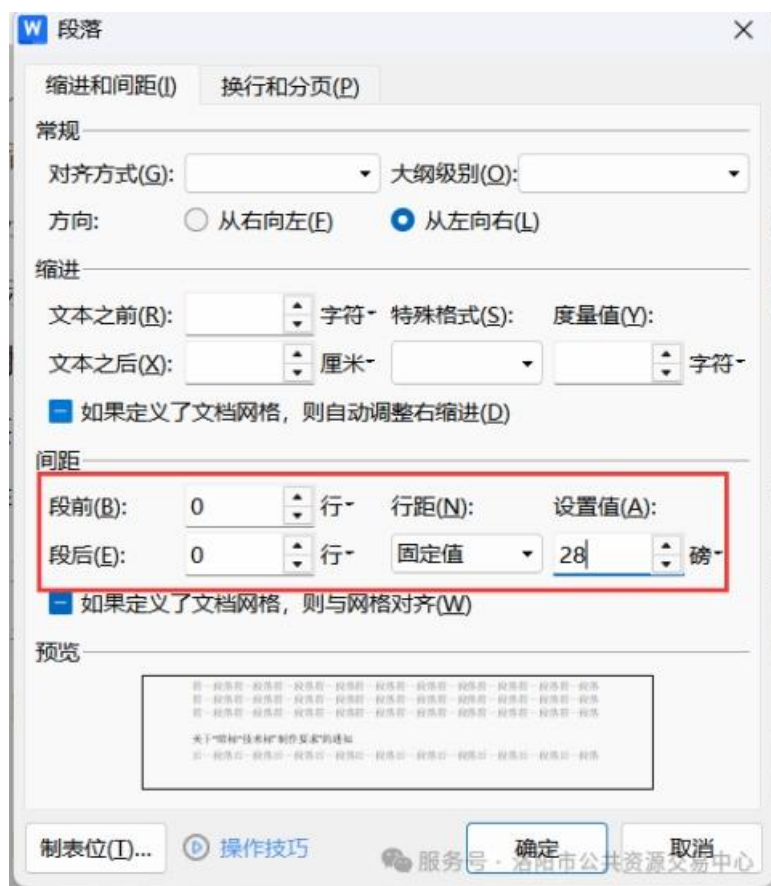 W 段落
缩进和间距(I) 换行和分页(P)
常规
对齐方式(G): 大纲级别(O):
方向: 从右向左(F) 从左向右(L)
缩进
文本之前(R): 字符 特殊格式(S): 度量值(Y):
文本之后(X): 厘米 字符
如果定义了文档网格，则自动调整右缩进(D)
间距
段前(B): 0 行 行距(N): 设置值(A):
段后(E): 0 行 固定值 28 磅
如果定义了文档网格，则与网格对齐(W)
预览
制表位(T)... 操作技巧 确定 取消
服务号 · 洛阳市公共资源交易中心